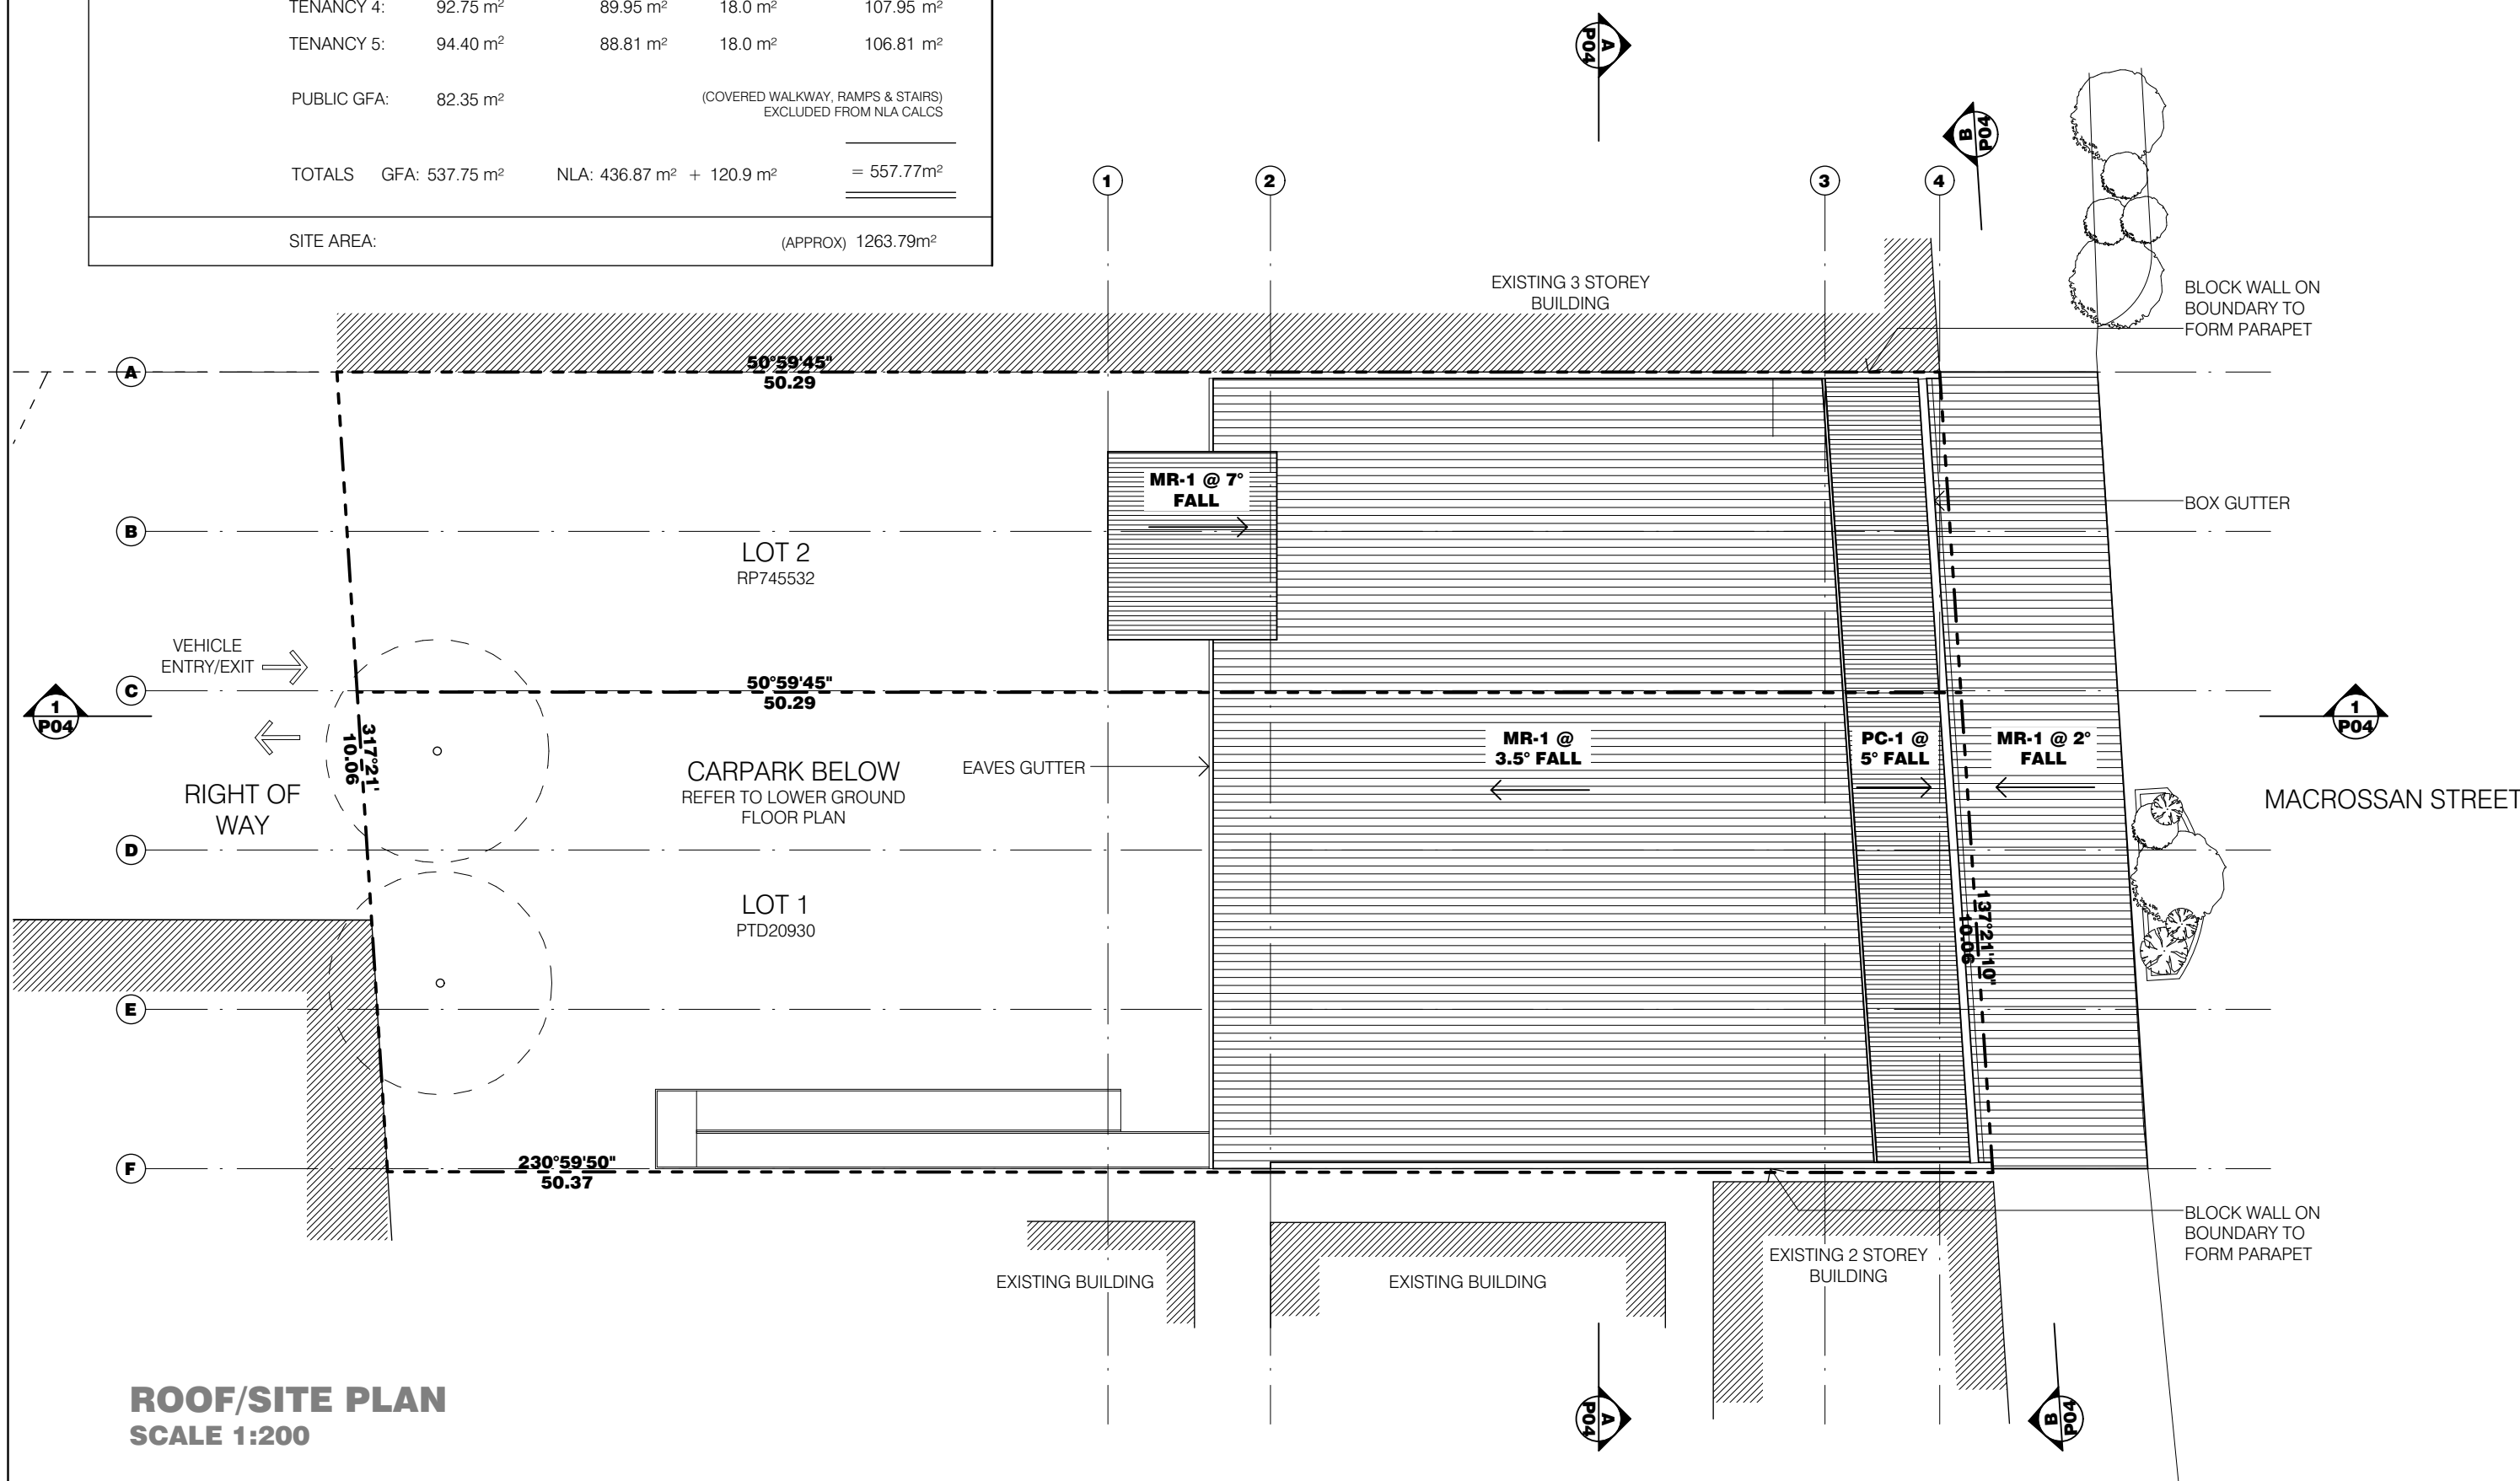 TENANCY 4: 92.75 m² 89.95 m² 18.0 m² 107.95 m²
TENANCY 5: 94.40 m² 88.81 m² 18.0 m² 106.81 m²
PUBLIC GFA: 82.35 m² (COVERED WALKWAY, RAMPS & STAIRS)
EXCLUDED FROM NLA CALCS
TOTALS GFA: 537.75 m² NLA: 436.87 m² + 120.9 m² = 557.77m²
SITE AREA: (APPROX) 1263.79m²
A
P04
B
P04
1
2
3
4
EXISTING 3 STOREY
BUILDING
BLOCK WALL ON
BOUNDARY TO
FORM PARAPET
A
50°59'45"
50.29
MR-1 @ 7°
FALL
BOX GUTTER
B
LOT 2
RP745532
VEHICLE
ENTRY/EXIT
C
50°59'45"
50.29
1
P04
1
P04
317°21'
10.06
MR-1 @
3.5° FALL
PC-1 @
5° FALL
MR-1 @ 2°
FALL
EAVES GUTTER
CARPARK BELOW
REFER TO LOWER GROUND
FLOOR PLAN
RIGHT OF
WAY
MACROSSAN STREET
D
LOT 1
PTD20930
137°21'10"
10.06
E
F
230°59'50"
50.37
BLOCK WALL ON
BOUNDARY TO
FORM PARAPET
EXISTING BUILDING
EXISTING BUILDING
EXISTING 2 STOREY
BUILDING
A
P04
B
P04
ROOF/SITE PLAN
SCALE 1:200